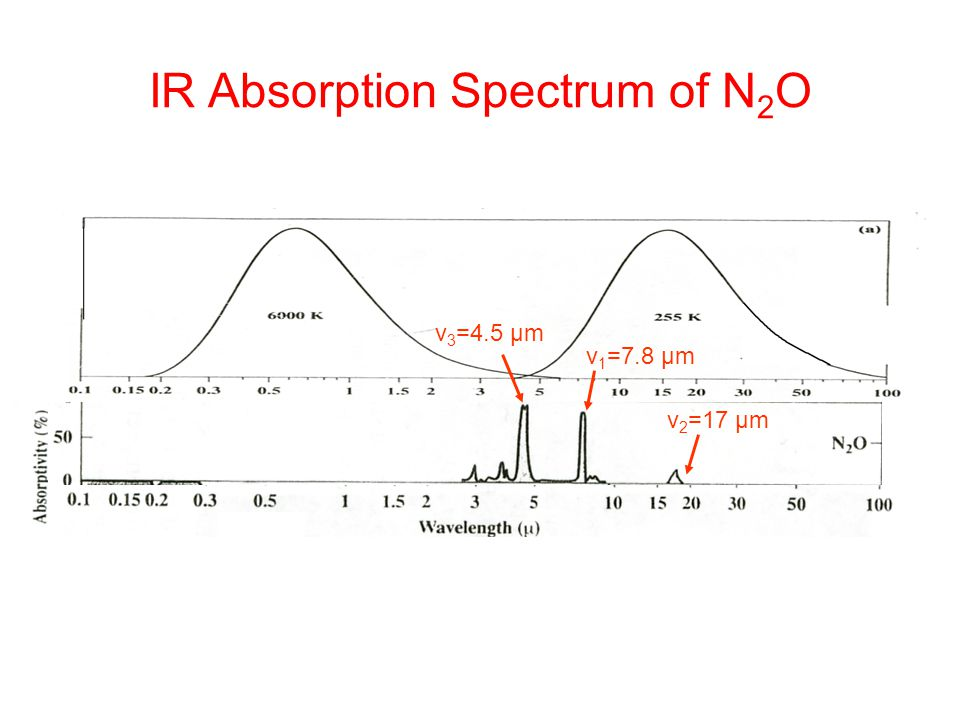 IR Absorption Spectrum of N₂O
(a)
6000 K
255 K
ν₃=4.5 µm
ν₁=7.8 µm
0.1 0.15 0.2 0.3 0.5 1 1.5 2 3 5 10 15 20 30 50 100
ν₂=17 µm
Absorptivity (%)
50
0
N₂O
0.1 0.15 0.2 0.3 0.5 1 1.5 2 3 5 10 15 20 30 50 100
Wavelength (µ)